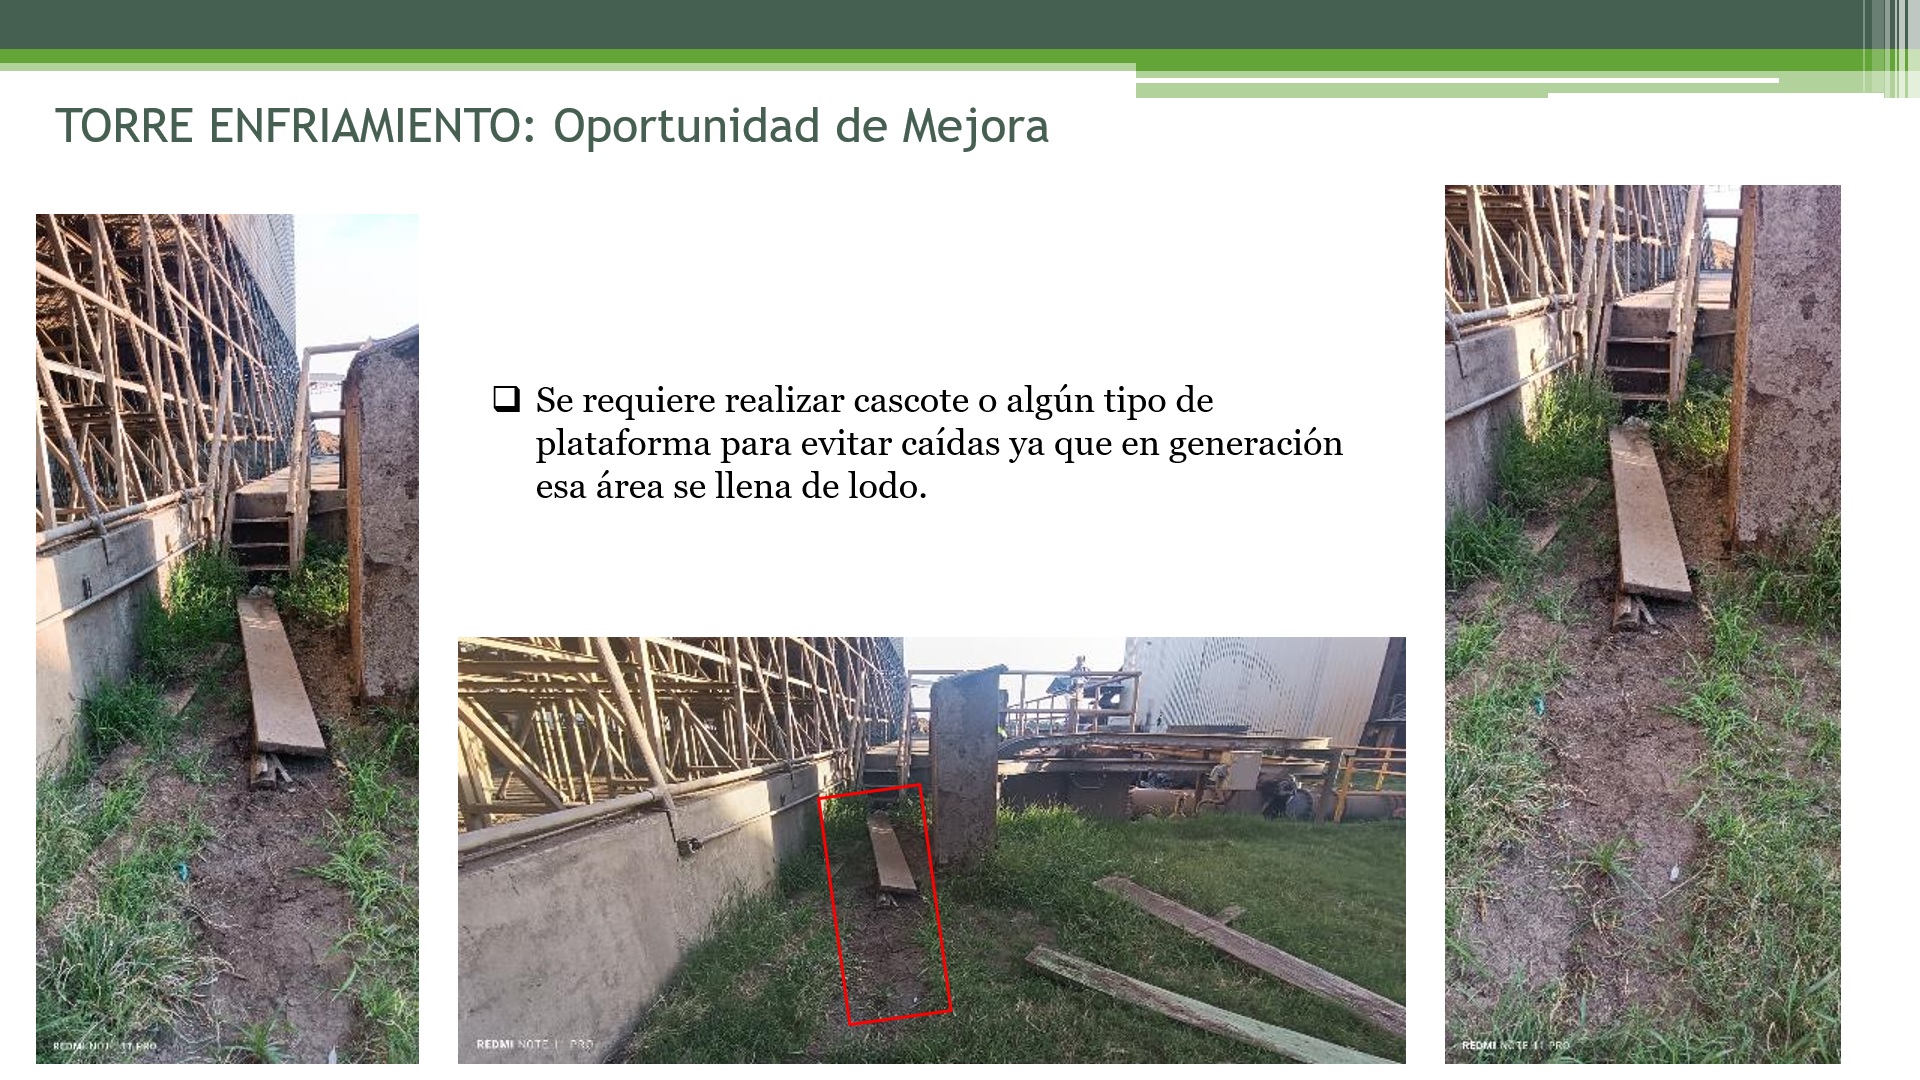 TORRE ENFRIAMIENTO: Oportunidad de Mejora
Se requiere realizar cascote o algún tipo de
plataforma para evitar caídas ya que en generación
esa área se llena de lodo.
REDMI NOTE 11 PRO
REDMI NOTE 11 PRO
REDMI NOTE 11 PRO